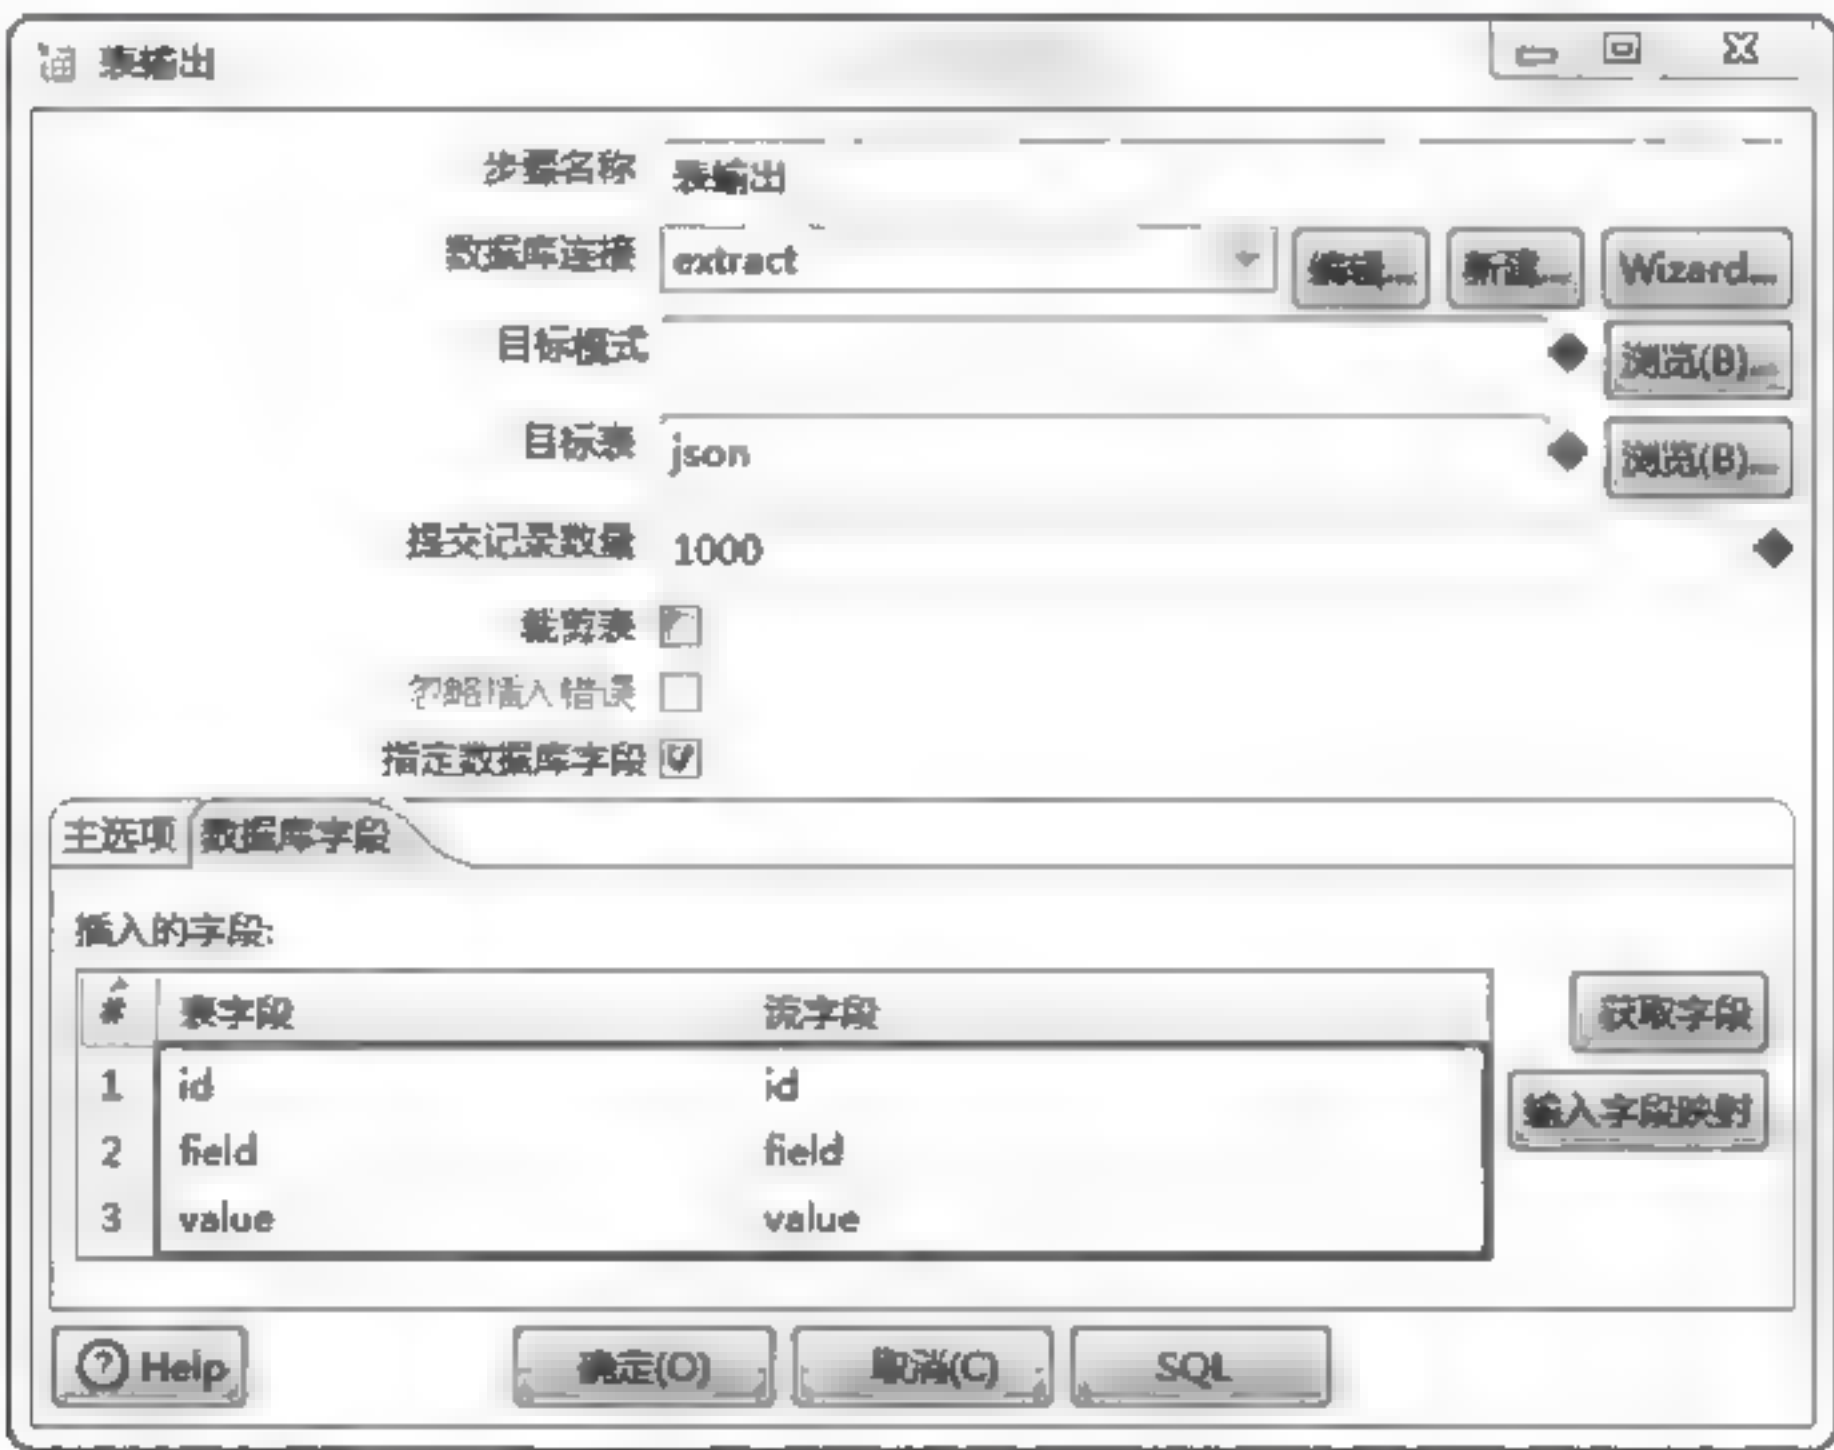 表输出
步骤名称 表输出
数据库连接 extract 编辑... 新建... Wizard...
目标模式 浏览(B)...
目标表 json 浏览(B)...
提交记录数量 1000
裁剪表
忽略插入错误
指定数据库字段
主选项 数据库字段
插入的字段:
# 表字段 流字段 获取字段
1 id id
输入字段映射
2 field field
3 value value
Help 确定(O) 取消(C) SQL